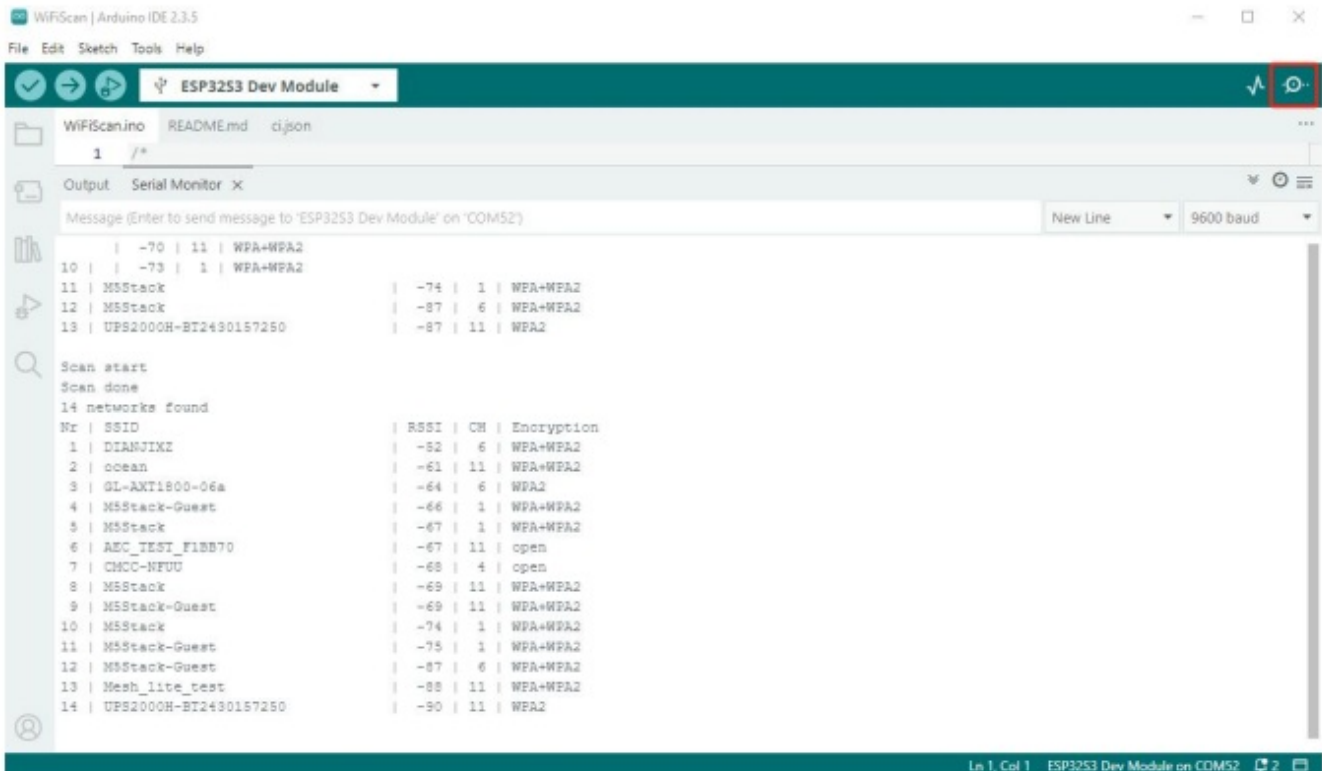 WiFiScan | Arduino IDE 2.3.5
File Edit Sketch Tools Help
ESP32S3 Dev Module
WiFiScan.ino README.md ci.json
1 /*
Output Serial Monitor ×
Message (Enter to send message to 'ESP32S3 Dev Module' on 'COM52') New Line 9600 baud
| -70 | 11 | WPA+WPA2
10 | | -73 | 1 | WPA+WPA2
11 | M5Stack | -74 | 1 | WPA+WPA2
12 | M5Stack | -87 | 6 | WPA+WPA2
13 | UPS2000H-BT2430157250 | -87 | 11 | WPA2
Scan start
Scan done
14 networks found
Nr | SSID | RSSI | CH | Encryption
1 | DIANJIXZ | -52 | 6 | WPA+WPA2
2 | ocean | -61 | 11 | WPA+WPA2
3 | GL-AXT1800-06a | -64 | 6 | WPA2
4 | M5Stack-Guest | -66 | 1 | WPA+WPA2
5 | M5Stack | -67 | 1 | WPA+WPA2
6 | AEC_TEST_F1BB70 | -67 | 11 | open
7 | CMCC-NFUU | -68 | 4 | open
8 | M5Stack | -69 | 11 | WPA+WPA2
9 | M5Stack-Guest | -69 | 11 | WPA+WPA2
10 | M5Stack | -74 | 1 | WPA+WPA2
11 | M5Stack-Guest | -75 | 1 | WPA+WPA2
12 | M5Stack-Guest | -87 | 6 | WPA+WPA2
13 | Mesh_lite_test | -88 | 11 | WPA+WPA2
14 | UPS2000H-BT2430157250 | -90 | 11 | WPA2
Ln 1, Col 1 ESP32S3 Dev Module on COM52 2